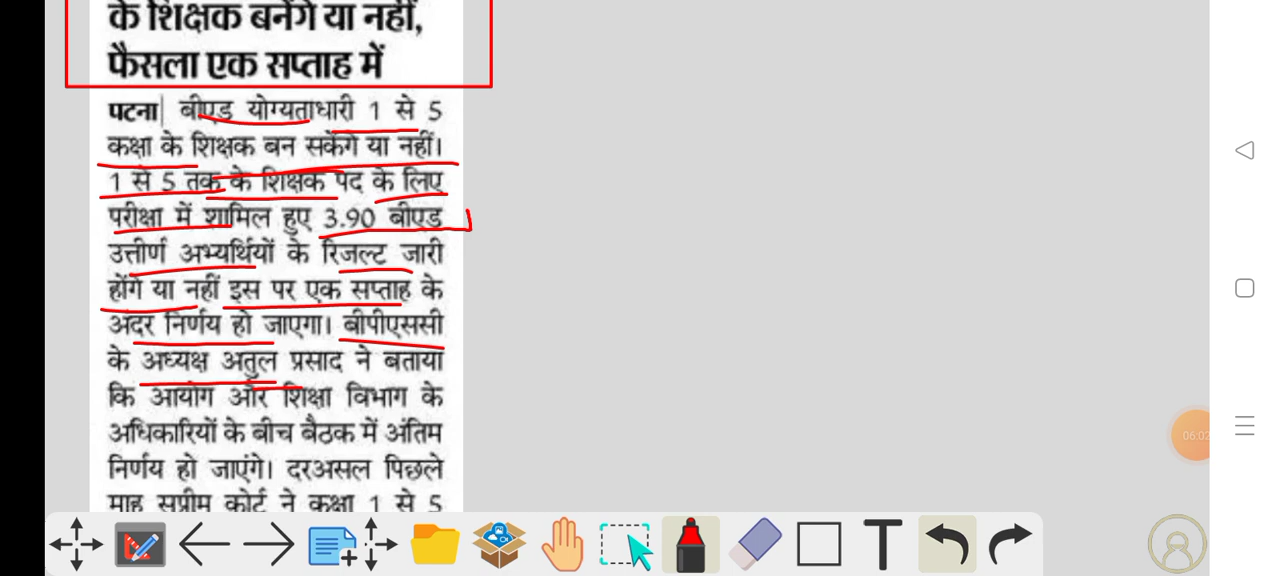 के शिक्षक बनेंगे या नहीं,
फैसला एक सप्ताह में
पटना| बीएड योग्यताधारी 1 से 5
कक्षा के शिक्षक बन सकेंगे या नहीं।
1 से 5 तक के शिक्षक पद के लिए
परीक्षा में शामिल हुए 3.90 बीएड
उत्तीर्ण अभ्यर्थियों के रिजल्ट जारी
होंगे या नहीं इस पर एक सप्ताह के
अंदर निर्णय हो जाएगा। बीपीएससी
के अध्यक्ष अतुल प्रसाद ने बताया
कि आयोग और शिक्षा विभाग के
अधिकारियों के बीच बैठक में अंतिम
निर्णय हो जाएंगे। दरअसल पिछले
माह सुप्रीम कोर्ट ने कक्षा 1 से 5
06:02
T